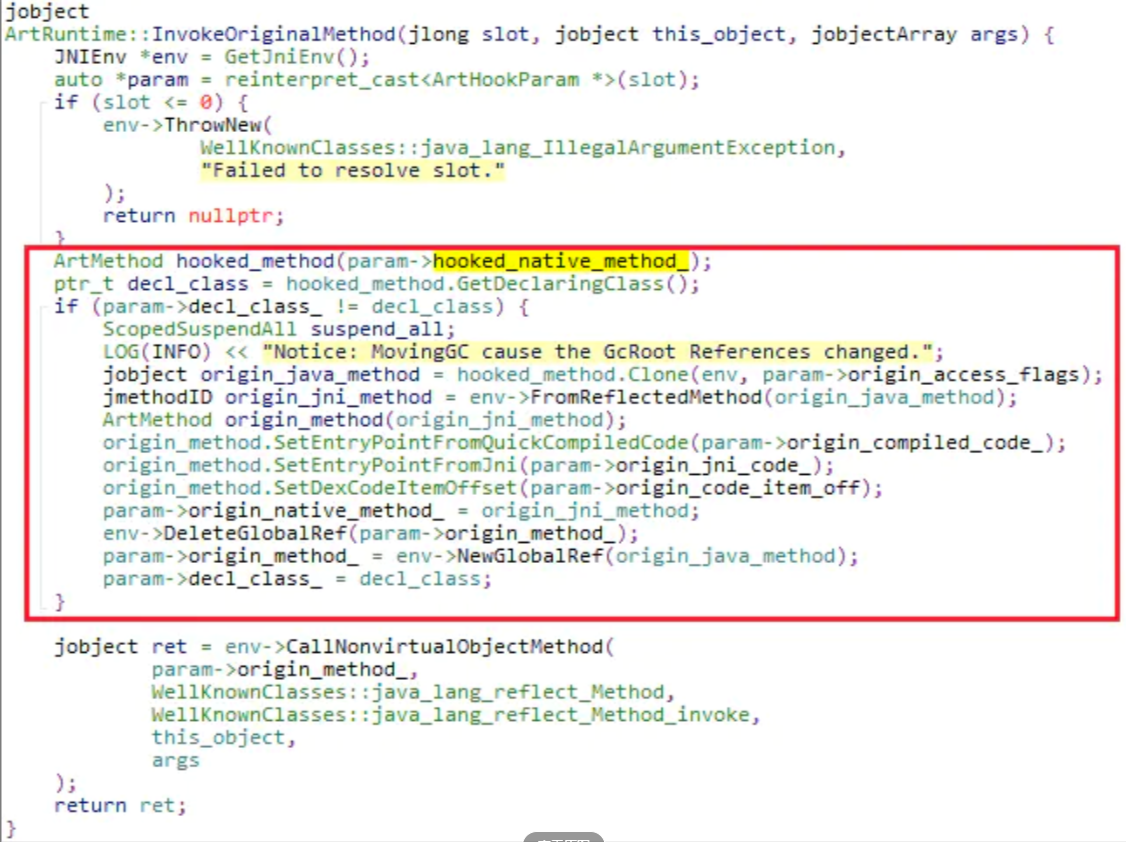 jobject
ArtRuntime::InvokeOriginalMethod(jlong slot, jobject this_object, jobjectArray args) {
    JNIEnv *env = GetJniEnv();
    auto *param = reinterpret_cast<ArtHookParam *>(slot);
    if (slot <= 0) {
        env->ThrowNew(
                WellKnownClasses::java_lang_IllegalArgumentException,
                "Failed to resolve slot."
        );
        return nullptr;
    }
    ArtMethod hooked_method(param->hooked_native_method_);
    ptr_t decl_class = hooked_method.GetDeclaringClass();
    if (param->decl_class_ != decl_class) {
        ScopedSuspendAll suspend_all;
        LOG(INFO) << "Notice: MovingGC cause the GcRoot References changed.";
        jobject origin_java_method = hooked_method.Clone(env, param->origin_access_flags);
        jmethodID origin_jni_method = env->FromReflectedMethod(origin_java_method);
        ArtMethod origin_method(origin_jni_method);
        origin_method.SetEntryPointFromQuickCompiledCode(param->origin_compiled_code_);
        origin_method.SetEntryPointFromJni(param->origin_jni_code_);
        origin_method.SetDexCodeItemOffset(param->origin_code_item_off);
        param->origin_native_method_ = origin_jni_method;
        env->DeleteGlobalRef(param->origin_method_);
        param->origin_method_ = env->NewGlobalRef(origin_java_method);
        param->decl_class_ = decl_class;
    }
    jobject ret = env->CallNonvirtualObjectMethod(
            param->origin_method_,
            WellKnownClasses::java_lang_reflect_Method,
            WellKnownClasses::java_lang_reflect_Method_invoke,
            this_object,
            args
    );
    return ret;
}